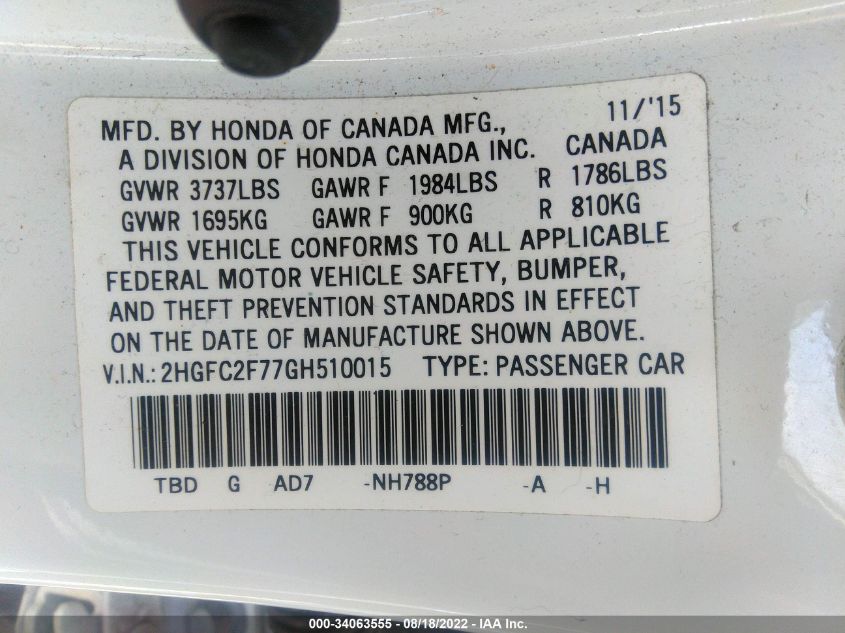 11/'15
MFD. BY HONDA OF CANADA MFG.,
A DIVISION OF HONDA CANADA INC. CANADA
GVWR 3737LBS GAWR F 1984LBS R 1786LBS
GVWR 1695KG GAWR F 900KG R 810KG
THIS VEHICLE CONFORMS TO ALL APPLICABLE
FEDERAL MOTOR VEHICLE SAFETY, BUMPER,
AND THEFT PREVENTION STANDARDS IN EFFECT
ON THE DATE OF MANUFACTURE SHOWN ABOVE.
V.I.N.: 2HGFC2F77GH510015 TYPE: PASSENGER CAR
TBD G AD7 -NH788P -A -H
000-34063555 - 08/18/2022 - IAA Inc.